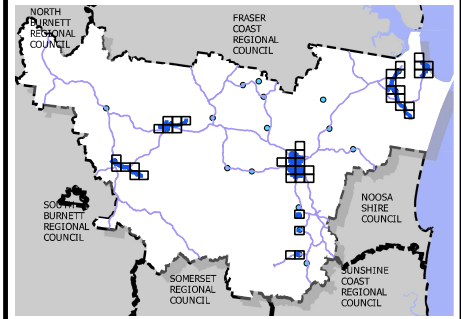 NORTH
BURNETT
REGIONAL
COUNCIL
FRASER
COAST
REGIONAL
COUNCIL
SOUTH
BURNETT
REGIONAL
COUNCIL
NOOSA
SHIRE
COUNCIL
SOMERSET
REGIONAL
COUNCIL
SUNSHINE
COAST
REGIONAL
COUNCIL